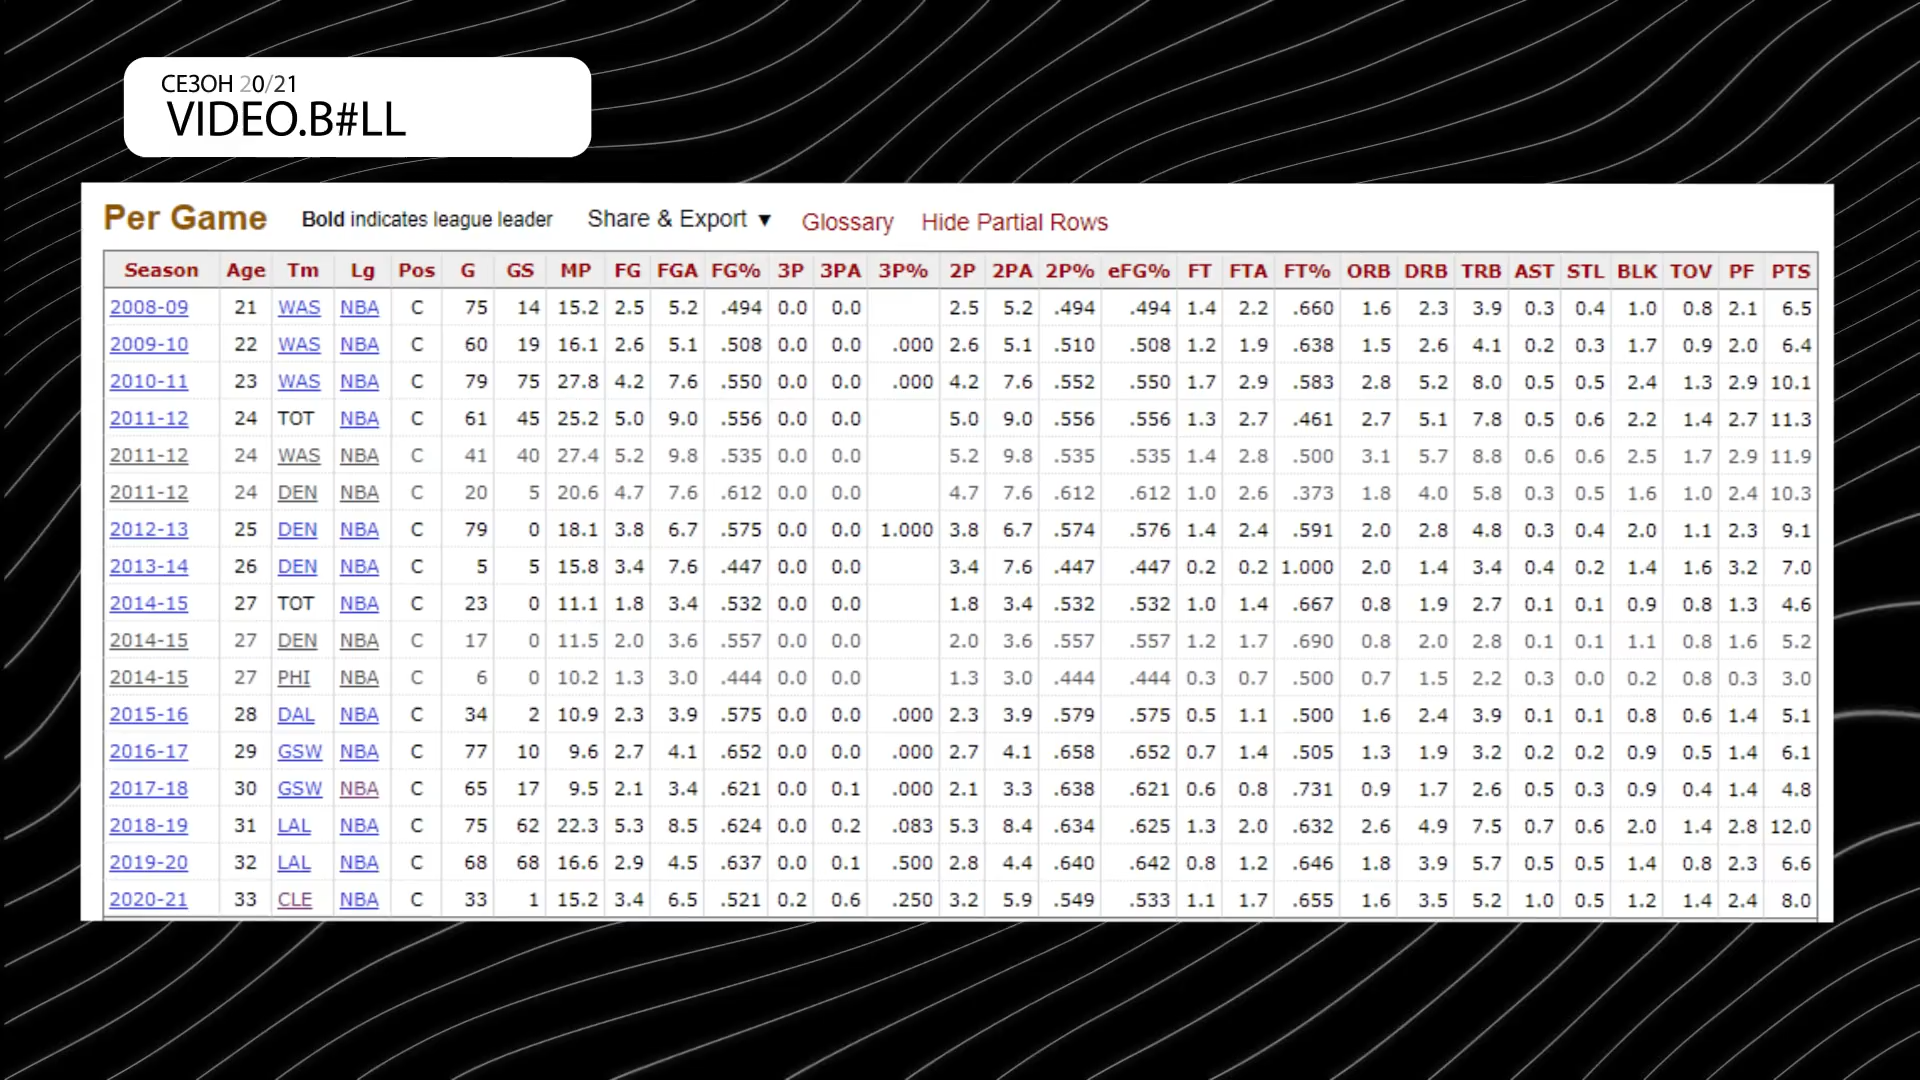 СЕЗОН 20/21
VIDEO.B#LL
Per Game Bold indicates league leader Share & Export ▼ Glossary Hide Partial Rows
Season Age Tm Lg Pos G GS MP FG FGA FG% 3P 3PA 3P% 2P 2PA 2P% eFG% FT FTA FT% ORB DRB TRB AST STL BLK TOV PF PTS
2008-09 21 WAS NBA C 75 14 15.2 2.5 5.2 .494 0.0 0.0 2.5 5.2 .494 .494 1.4 2.2 .660 1.6 2.3 3.9 0.3 0.4 1.0 0.8 2.1 6.5
2009-10 22 WAS NBA C 60 19 16.1 2.6 5.1 .508 0.0 0.0 .000 2.6 5.1 .510 .508 1.2 1.9 .638 1.5 2.6 4.1 0.2 0.3 1.7 0.9 2.0 6.4
2010-11 23 WAS NBA C 79 75 27.8 4.2 7.6 .550 0.0 0.0 .000 4.2 7.6 .552 .550 1.7 2.9 .583 2.8 5.2 8.0 0.5 0.5 2.4 1.3 2.9 10.1
2011-12 24 TOT NBA C 61 45 25.2 5.0 9.0 .556 0.0 0.0 5.0 9.0 .556 .556 1.3 2.7 .461 2.7 5.1 7.8 0.5 0.6 2.2 1.4 2.7 11.3
2011-12 24 WAS NBA C 41 40 27.4 5.2 9.8 .535 0.0 0.0 5.2 9.8 .535 .535 1.4 2.8 .500 3.1 5.7 8.8 0.6 0.6 2.5 1.7 2.9 11.9
2011-12 24 DEN NBA C 20 5 20.6 4.7 7.6 .612 0.0 0.0 4.7 7.6 .612 .612 1.0 2.6 .373 1.8 4.0 5.8 0.3 0.5 1.6 1.0 2.4 10.3
2012-13 25 DEN NBA C 79 0 18.1 3.8 6.7 .575 0.0 0.0 1.000 3.8 6.7 .574 .576 1.4 2.4 .591 2.0 2.8 4.8 0.3 0.4 2.0 1.1 2.3 9.1
2013-14 26 DEN NBA C 5 5 15.8 3.4 7.6 .447 0.0 0.0 3.4 7.6 .447 .447 0.2 0.2 1.000 2.0 1.4 3.4 0.4 0.2 1.4 1.6 3.2 7.0
2014-15 27 TOT NBA C 23 0 11.1 1.8 3.4 .532 0.0 0.0 1.8 3.4 .532 .532 1.0 1.4 .667 0.8 1.9 2.7 0.1 0.1 0.9 0.8 1.3 4.6
2014-15 27 DEN NBA C 17 0 11.5 2.0 3.6 .557 0.0 0.0 2.0 3.6 .557 .557 1.2 1.7 .690 0.8 2.0 2.8 0.1 0.1 1.1 0.8 1.6 5.2
2014-15 27 PHI NBA C 6 0 10.2 1.3 3.0 .444 0.0 0.0 1.3 3.0 .444 .444 0.3 0.7 .500 0.7 1.5 2.2 0.3 0.0 0.2 0.8 0.3 3.0
2015-16 28 DAL NBA C 34 2 10.9 2.3 3.9 .575 0.0 0.0 .000 2.3 3.9 .579 .575 0.5 1.1 .500 1.6 2.4 3.9 0.1 0.1 0.8 0.6 1.4 5.1
2016-17 29 GSW NBA C 77 10 9.6 2.7 4.1 .652 0.0 0.0 .000 2.7 4.1 .658 .652 0.7 1.4 .505 1.3 1.9 3.2 0.2 0.2 0.9 0.5 1.4 6.1
2017-18 30 GSW NBA C 65 17 9.5 2.1 3.4 .621 0.0 0.1 .000 2.1 3.3 .638 .621 0.6 0.8 .731 0.9 1.7 2.6 0.5 0.3 0.9 0.4 1.4 4.8
2018-19 31 LAL NBA C 75 62 22.3 5.3 8.5 .624 0.0 0.2 .083 5.3 8.4 .634 .625 1.3 2.0 .632 2.6 4.9 7.5 0.7 0.6 2.0 1.4 2.8 12.0
2019-20 32 LAL NBA C 68 68 16.6 2.9 4.5 .637 0.0 0.1 .500 2.8 4.4 .640 .642 0.8 1.2 .646 1.8 3.9 5.7 0.5 0.5 1.4 0.8 2.3 6.6
2020-21 33 CLE NBA C 33 1 15.2 3.4 6.5 .521 0.2 0.6 .250 3.2 5.9 .549 .533 1.1 1.7 .655 1.6 3.5 5.2 1.0 0.5 1.2 1.4 2.4 8.0